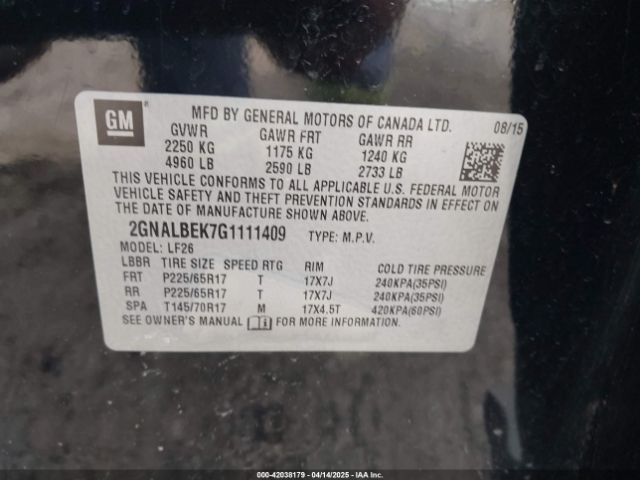 GM ®
MFD BY GENERAL MOTORS OF CANADA LTD. 08/15
GVWR GAWR FRT GAWR RR
2250 KG 1175 KG 1240 KG
4960 LB 2590 LB 2733 LB
THIS VEHICLE CONFORMS TO ALL APPLICABLE U.S. FEDERAL MOTOR
VEHICLE SAFETY AND THEFT PREVENTION STANDARDS IN EFFECT ON
THE DATE OF MANUFACTURE SHOWN ABOVE.
2GNALBEK7G1111409 TYPE: M.P.V.
MODEL: LF26
LBBR TIRE SIZE SPEED RTG RIM COLD TIRE PRESSURE
FRT P225/65R17 T 17X7J 240KPA(35PSI)
RR P225/65R17 T 17X7J 240KPA(35PSI)
SPA T145/70R17 M 17X4.5T 420KPA(60PSI)
SEE OWNER'S MANUAL FOR MORE INFORMATION
000-42038179 - 04/14/2025 - IAA Inc.